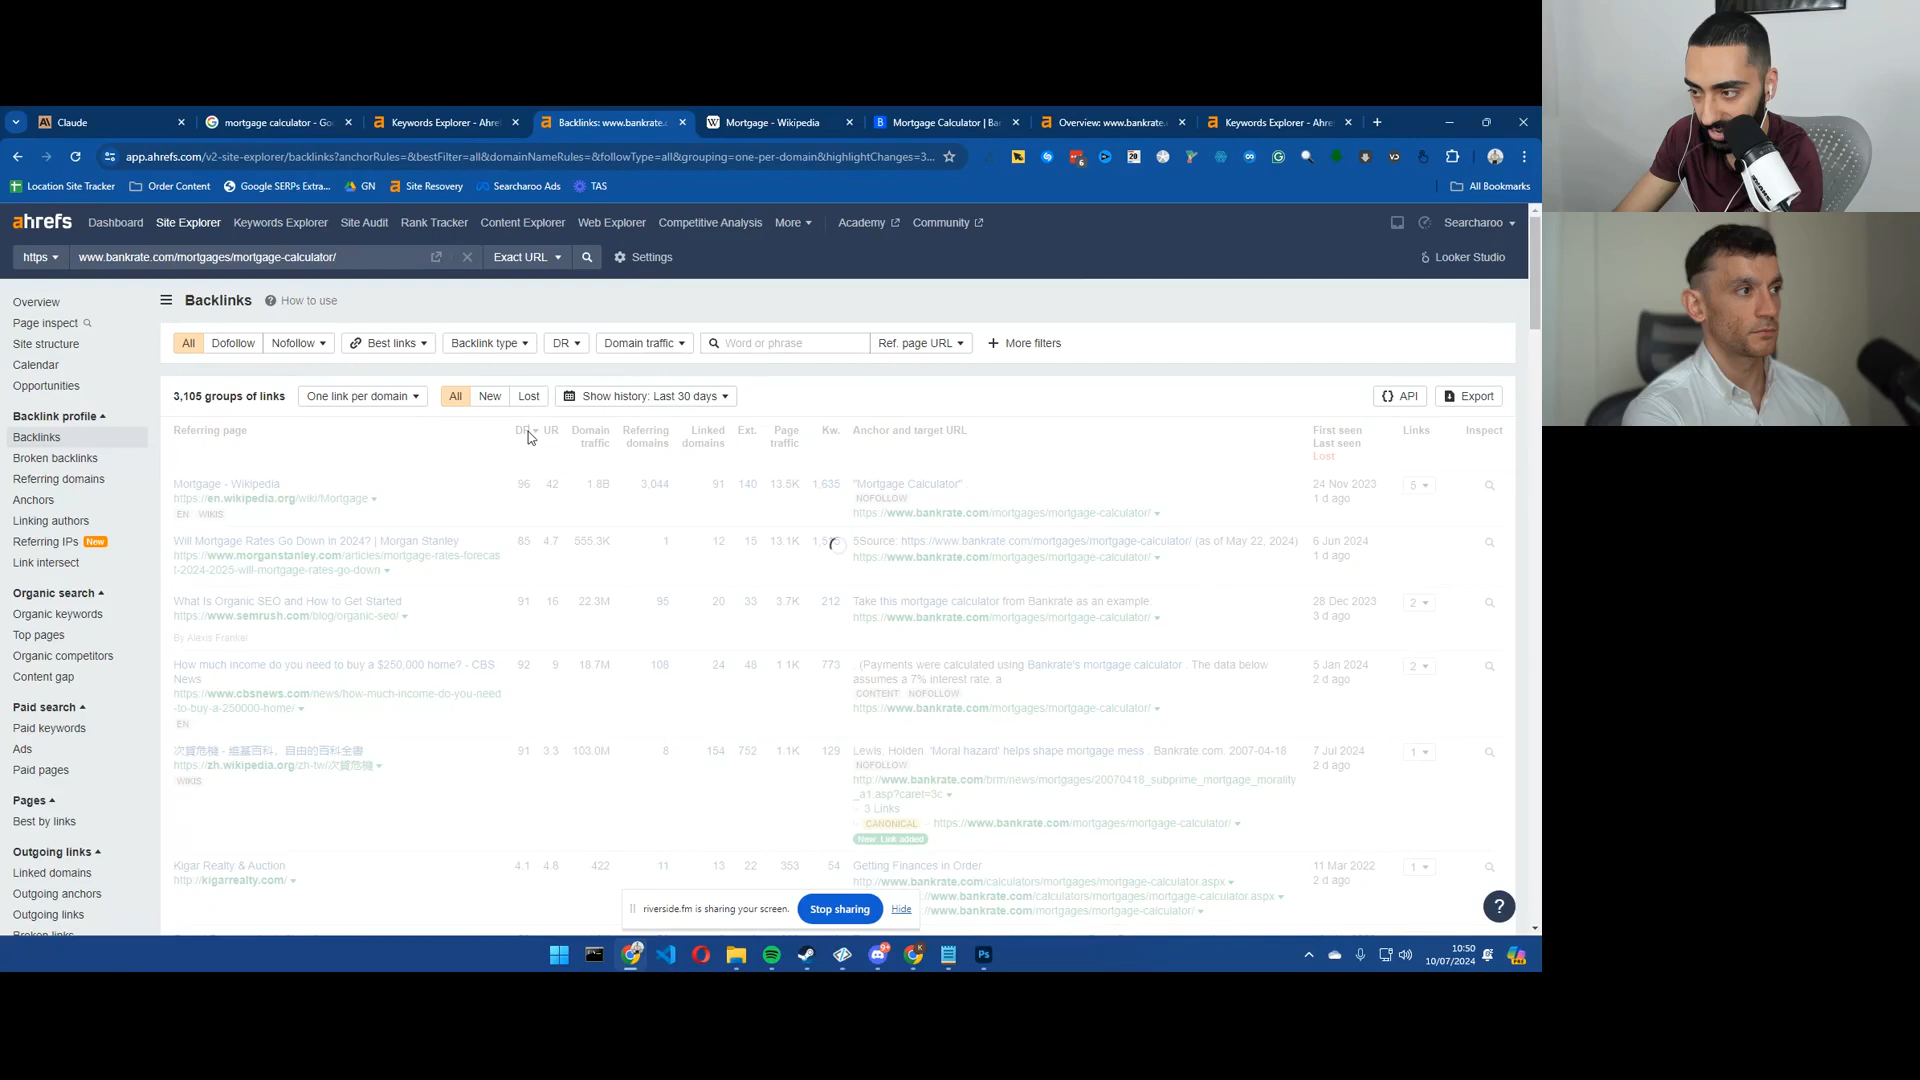 Claude
mortgage calculator - Go
Keywords Explorer - Ahre
Backlinks: www.bankrate.
Mortgage - Wikipedia
Mortgage Calculator | Ba
Overview: www.bankrate.
Keywords Explorer - Ahre
app.ahrefs.com/v2-site-explorer/backlinks?anchorRules=&bestFilter=all&domainNameRules=&followType=all&grouping=one-per-domain&highlightChanges=3...
Location Site Tracker Order Content Google SERPs Extra... GN Site Recovery Searcharoo Ads TAS All Bookmarks
ahrefs Dashboard Site Explorer Keywords Explorer Site Audit Rank Tracker Content Explorer Web Explorer Competitive Analysis More Academy Community Searcharoo
https www.bankrate.com/mortgages/mortgage-calculator/ Exact URL Settings Looker Studio
Overview
Page inspect
Site structure
Calendar
Opportunities
Backlink profile
Backlinks
Broken backlinks
Referring domains
Anchors
Linking authors
Referring IPs New
Link intersect
Organic search
Organic keywords
Top pages
Organic competitors
Content gap
Paid search
Paid keywords
Ads
Paid pages
Pages
Best by links
Outgoing links
Linked domains
Outgoing anchors
Outgoing links
Broken links
Backlinks ? How to use
All Dofollow Nofollow Best links Backlink type DR Domain traffic Word or phrase Ref. page URL + More filters
3,105 groups of links One link per domain All New Lost Show history: Last 30 days API Export
Referring page DR UR Domain traffic Referring domains Linked domains Ext. Page traffic Kw. Anchor and target URL First seen Last seen Lost Links Inspect
Mortgage - Wikipedia 96 42 1.8B 3,044 91 140 13.5K 1,635 "Mortgage Calculator" . 24 Nov 2023 5
https://en.wikipedia.org/wiki/Mortgage NOFOLLOW 1 d ago
EN WIKIS https://www.bankrate.com/mortgages/mortgage-calculator/
Will Mortgage Rates Go Down in 2024? | Morgan Stanley 85 4.7 555.3K 1 12 15 13.1K 5Source: https://www.bankrate.com/mortgages/mortgage-calculator/ (as of May 22, 2024) 6 Jun 2024
https://www.morganstanley.com/articles/mortgage-rates-forecas https://www.bankrate.com/mortgages/mortgage-calculator/ 1 d ago
t-2024-2025-will-mortgage-rates-go-down
What Is Organic SEO and How to Get Started 91 16 22.3M 95 20 33 3.7K 212 Take this mortgage calculator from Bankrate as an example: 28 Dec 2023 2
https://www.semrush.com/blog/organic-seo/ https://www.bankrate.com/mortgages/mortgage-calculator/ 3 d ago
By Alexis Frankel
How much income do you need to buy a $250,000 home? - CBS 92 9 18.7M 108 24 48 1.1K 773 . (Payments were calculated using Bankrate's mortgage calculator . The data below 5 Jan 2024 2
News assumes a 7% interest rate, a 2 d ago
https://www.cbsnews.com/news/how-much-income-do-you-need CONTENT NOFOLLOW
-to-buy-a-250000-home/ https://www.bankrate.com/mortgages/mortgage-calculator/
EN
次貸危機 - 維基百科，自由的百科全書 91 3.3 103.0M 8 154 752 1.1K 129 Lewis, Holden. 'Moral hazard' helps shape mortgage mess . Bankrate.com. 2007-04-18 7 Jul 2024 1
https://zh.wikipedia.org/zh-tw/次貸危機 NOFOLLOW 2 d ago
WIKIS http://www.bankrate.com/brm/news/mortgages/20070418_subprime_mortgage_morality
_a1.asp?caret=3c
3 Links
CANONICAL https://www.bankrate.com/mortgages/mortgage-calculator/
New Link added
Kigar Realty & Auction 4.1 4.8 422 11 13 22 353 54 Getting Finances in Order 11 Mar 2022 1
http://kigarrealty.com/ http://www.bankrate.com/calculators/mortgages/mortgage-calculator.aspx 2 d ago
://www.bankrate.com/calculators/mortgages/mortgage-calculator.aspx
://www.bankrate.com/mortgages/mortgage-calculator/
riverside.fm is sharing your screen. Stop sharing Hide
?
10:50
10/07/2024